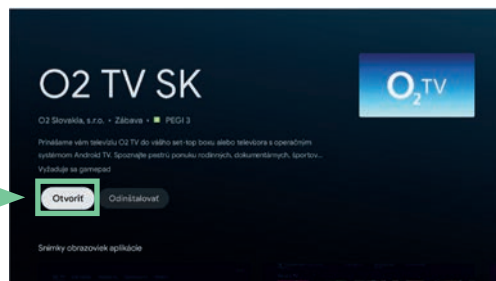 O2 TV SK
O2 TV
O2 Slovakia, s.r.o. • Zábava • PEGI 3
Prinášame vám televíziu O2 TV do vášho set-top boxu alebo televízora s operačným
systémom Android TV. Spoznajte pestrú ponuku rodinných, dokumentárnych, športov...
Vyžaduje sa gamepad
Otvoriť
Odinštalovať
Snímky obrazoviek aplikácie